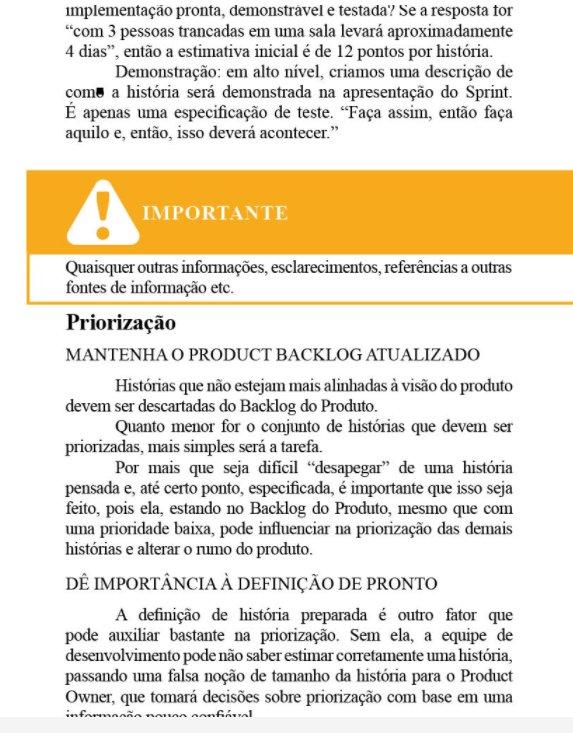 implementação pronta, demonstrável e testada? Se a resposta for
“com 3 pessoas trancadas em uma sala levará aproximadamente
4 dias”, então a estimativa inicial é de 12 pontos por história.
Demonstração: em alto nível, criamos uma descrição de
como a história será demonstrada na apresentação do Sprint.
É apenas uma especificação de teste. “Faça assim, então faça
aquilo e, então, isso deverá acontecer.”
IMPORTANTE
Quaisquer outras informações, esclarecimentos, referências a outras
fontes de informação etc.
Priorização
MANTENHA O PRODUCT BACKLOG ATUALIZADO
Histórias que não estejam mais alinhadas à visão do produto
devem ser descartadas do Backlog do Produto.
Quanto menor for o conjunto de histórias que devem ser
priorizadas, mais simples será a tarefa.
Por mais que seja difícil “desapegar” de uma história
pensada e, até certo ponto, especificada, é importante que isso seja
feito, pois ela, estando no Backlog do Produto, mesmo que com
uma prioridade baixa, pode influenciar na priorização das demais
histórias e alterar o rumo do produto.
DÊ IMPORTÂNCIA À DEFINIÇÃO DE PRONTO
A definição de história preparada é outro fator que
pode auxiliar bastante na priorização. Sem ela, a equipe de
desenvolvimento pode não saber estimar corretamente uma história,
passando uma falsa noção de tamanho da história para o Product
Owner, que tomará decisões sobre priorização com base em uma
informação pouco confiável